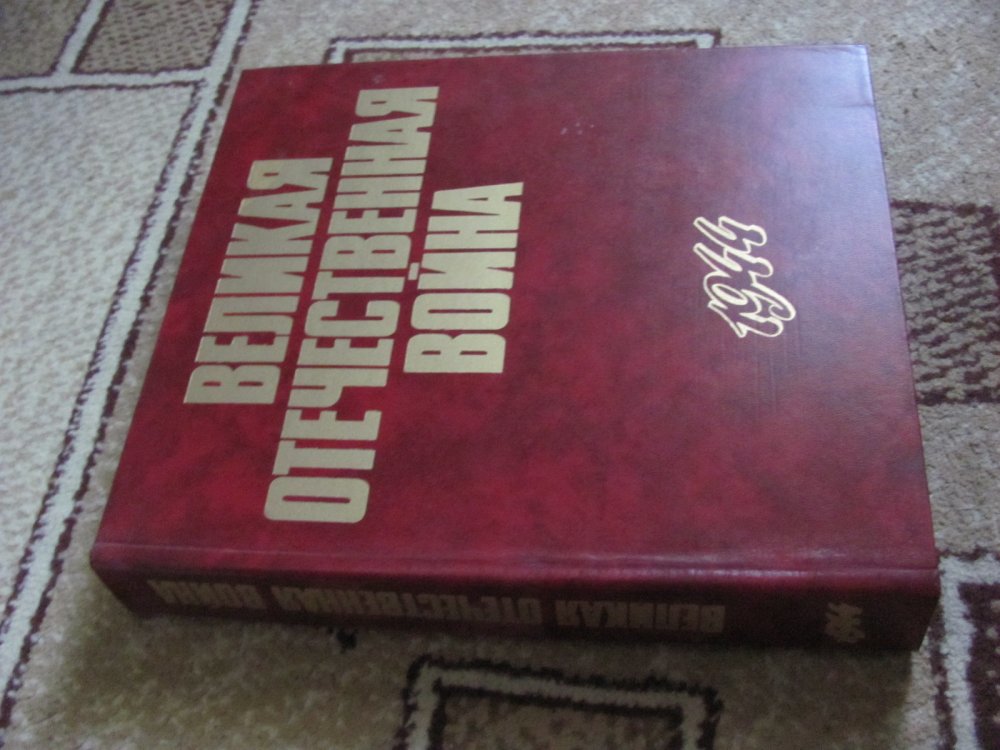 ВЕЛИКАЯ
ОТЕЧЕСТВЕННАЯ
ВОЙНА
1944
ВЕЛИКАЯ ОТЕЧЕСТВЕННАЯ ВОЙНА
1944